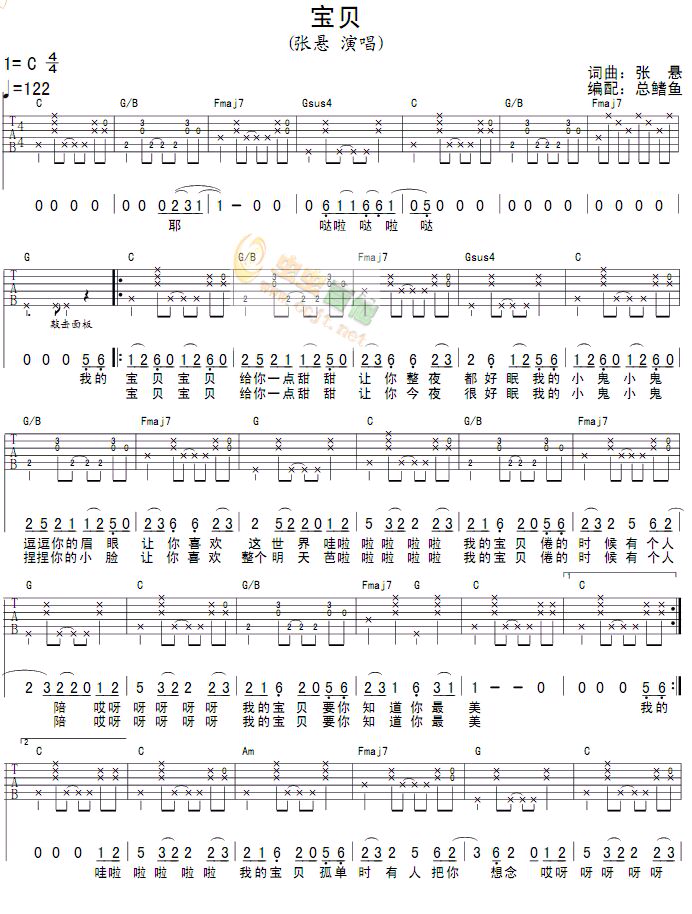 宝贝
(张悬 演唱)
1= C 4/4
词曲：张 悬
♩=122
编配：总鳍鱼
C G/B Fmaj7 Gsus4 C G/B Fmaj7
0 0 0 0 | 0 0 0 2 3 1 | 1 - 0 0 | 0 6 1 1 6 6 1 | 0 5 0 0 0 | 0 0 0 0 | 0 0 0 0
耶 哒啦 哒 啦 哒
G C G/B C Fmaj7 Gsus4 C
敲击面板
0 0 0 5 6 |: 1 2 6 0 1 2 6 0 | 2 5 2 1 1 2 5 0 | 2 3 6 6 2 3 | 2 6 1 2 5 6 | 1 2 6 0 1 2 6 0
我的 宝贝 宝贝 给你一点甜甜 让你整夜 都好眠我的 小鬼小鬼
宝贝 宝贝 给你一点甜甜 让你今夜 很好眠我的 小鬼小鬼
G/B Fmaj7 G C G/B Fmaj7
2 5 2 1 1 2 5 0 | 2 3 6 6 2 3 | 5 2 2 0 1 2 | 5 3 2 2 1 2 | 2 1 6 2 0 5 6 | 1 2 2 1 2 3
逗逗你的眉眼 让你喜欢 这世界哇啦 啦啦啦啦 我的宝贝倦的 时候有个人
捏捏你的小脸 让你喜欢 整个明天芭啦 啦啦啦啦 我的宝贝倦的 时候有个人
G C G/B C Fmaj7 G C 1 C
2 3 2 2 0 1 2 | 5 3 2 2 2 3 | 2 1 6 2 0 5 6 | 1 2 3 1 6 3 1 | 1 - - 0 | 0 0 0 5 6 :|
陪 哎呀 呀呀呀呀 我的宝贝 要你知道你最 美 我的
陪 哎呀 呀呀呀呀 我的宝贝 要你知道你最 美
2 C C Am Fmaj7 G C
0 0 0 1 2 | 5 3 2 2 1 2 | 2 1 6 2 0 5 6 | 1 2 2 1 2 3 | 3 6 2 0 1 2 | 5 3 2 2 2 3
哇啦 啦啦啦啦 我的宝贝 孤单 时有人把你 想念 哎呀 呀呀呀呀